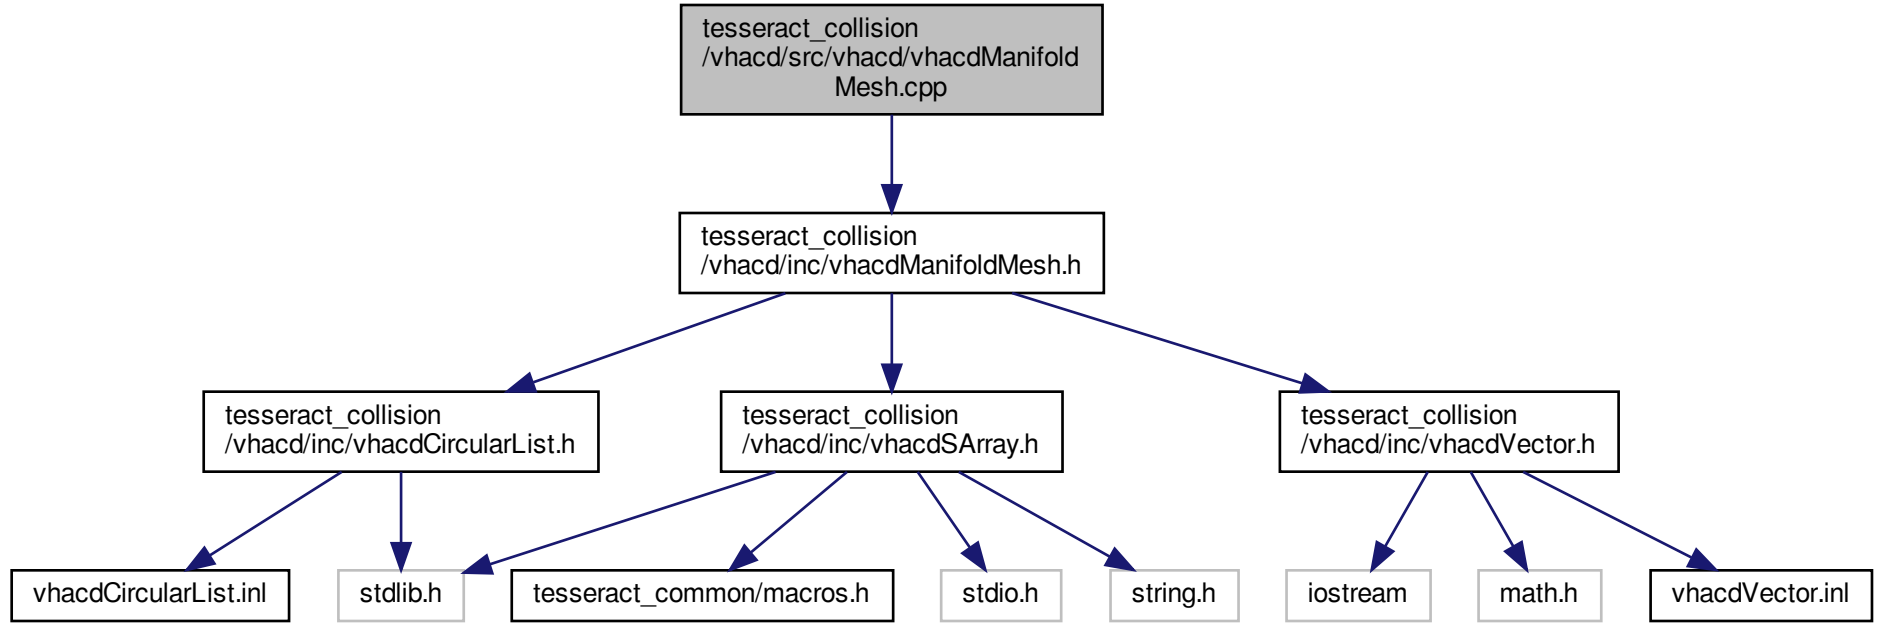 tesseract_collision
/vhacd/src/vhacd/vhacdManifold
Mesh.cpp
tesseract_collision
/vhacd/inc/vhacdManifoldMesh.h
tesseract_collision
/vhacd/inc/vhacdCircularList.h
tesseract_collision
/vhacd/inc/vhacdSArray.h
tesseract_collision
/vhacd/inc/vhacdVector.h
vhacdCircularList.inl
stdlib.h
tesseract_common/macros.h
stdio.h
string.h
iostream
math.h
vhacdVector.inl